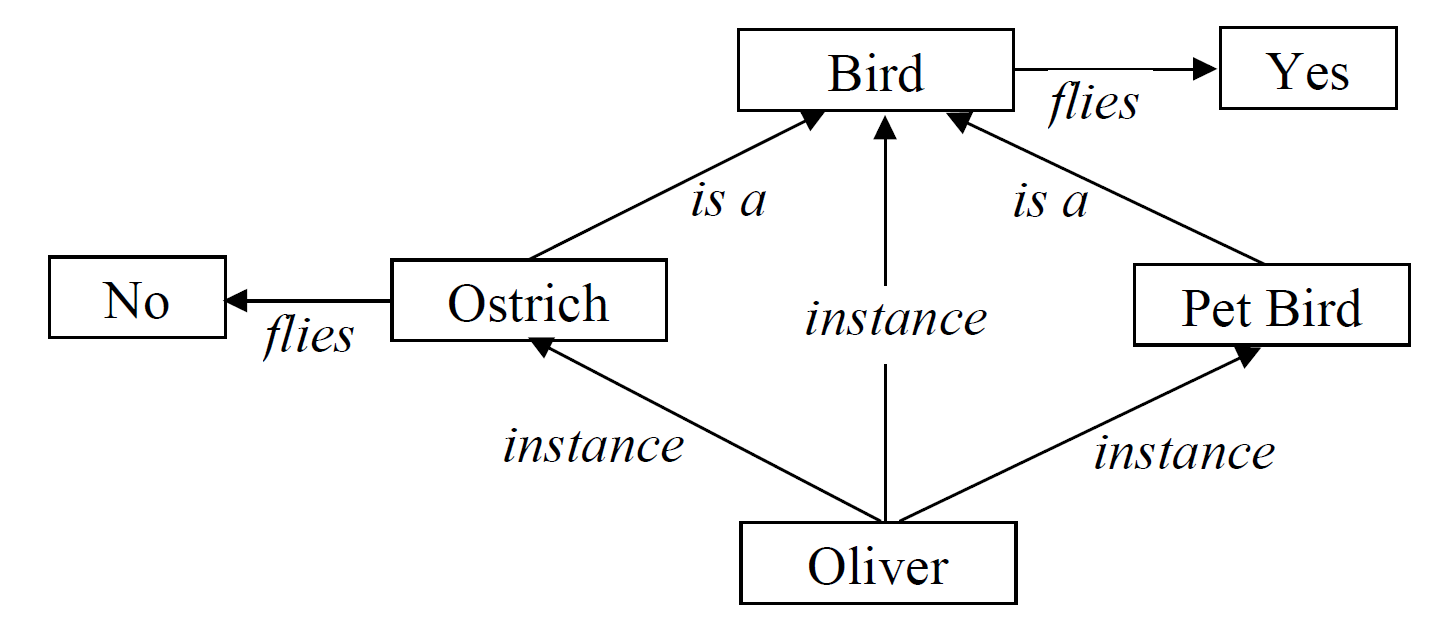 Bird
Yes
flies
is a
is a
No
Ostrich
Pet Bird
flies
instance
instance
instance
Oliver